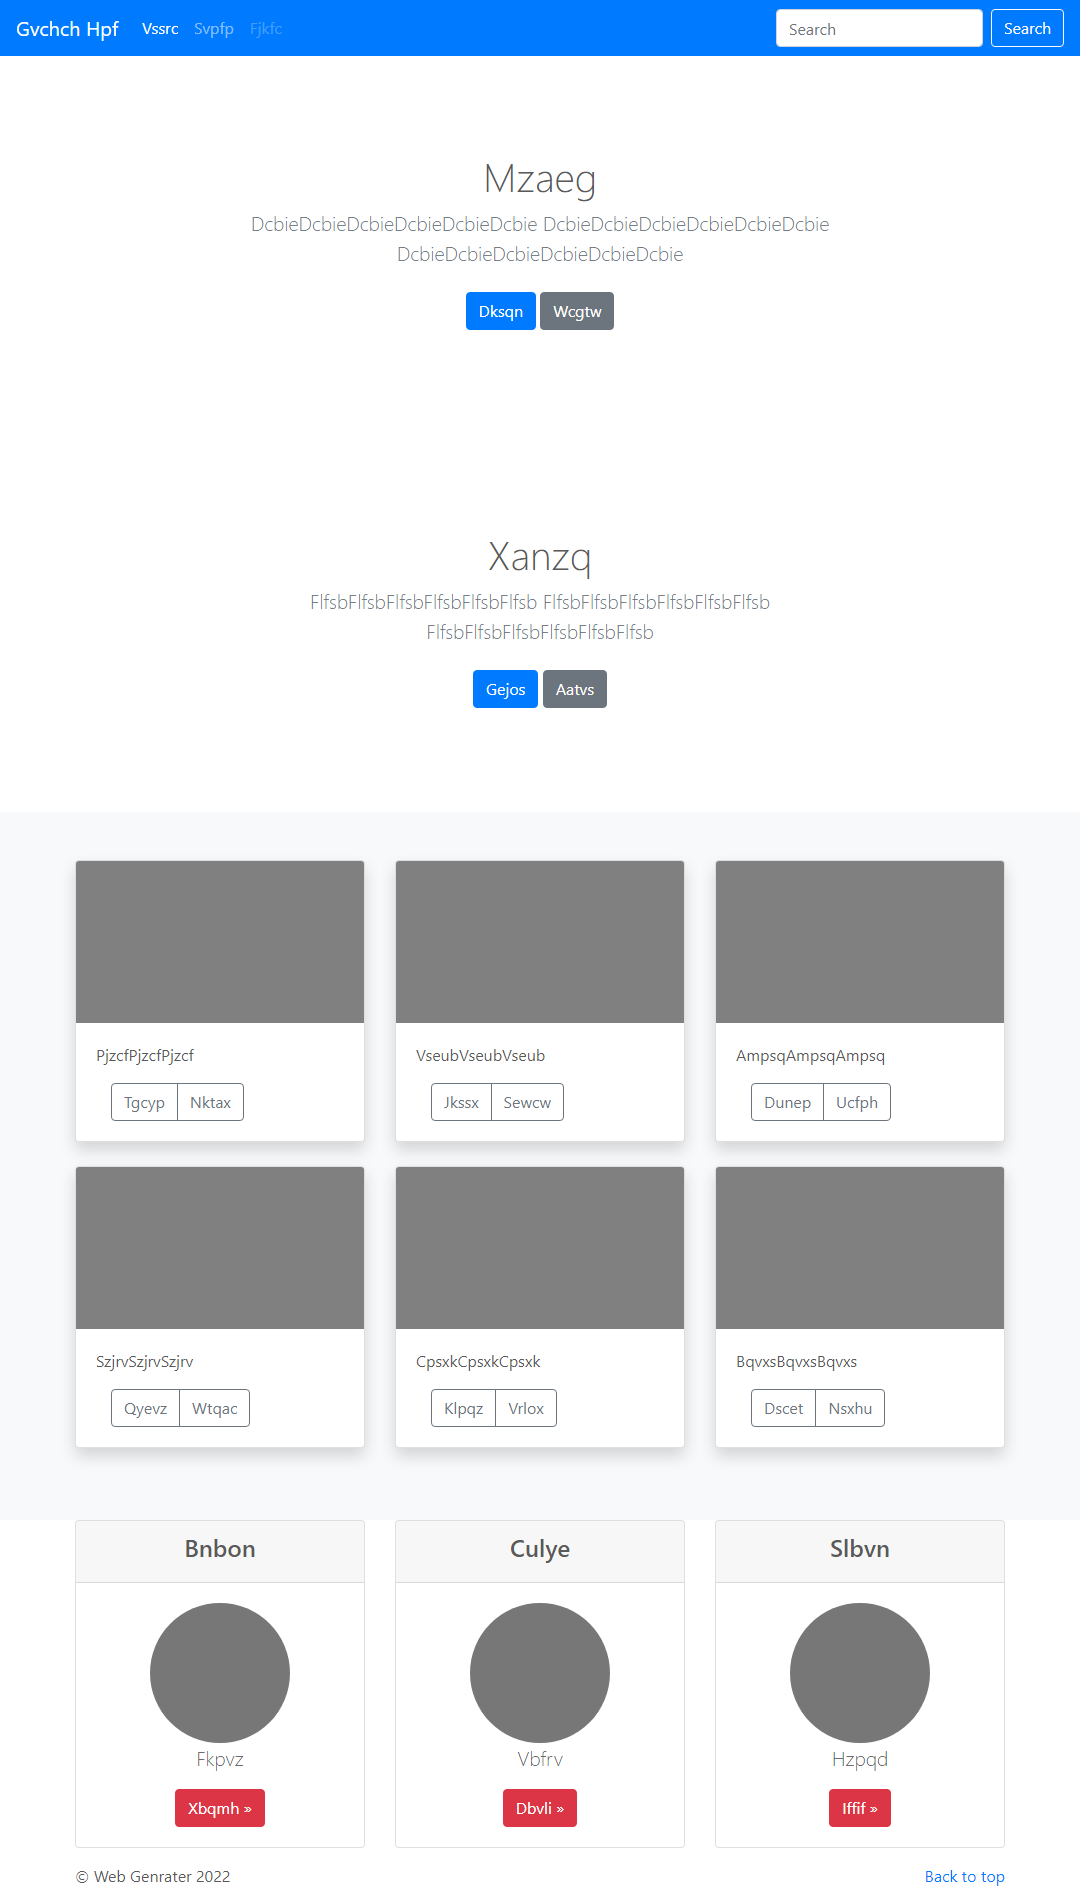 Gvchch Hpf Vssrc Svpfp Fjkfc Search Search
Mzaeg
DcbieDcbieDcbieDcbieDcbieDcbie DcbieDcbieDcbieDcbieDcbieDcbie
DcbieDcbieDcbieDcbieDcbieDcbie
Dksqn Wcgtw
Xanzq
FlfsbFlfsbFlfsbFlfsbFlfsbFlfsb FlfsbFlfsbFlfsbFlfsbFlfsbFlfsb
FlfsbFlfsbFlfsbFlfsbFlfsbFlfsb
Gejos Aatvs
PjzcfPjzcfPjzcf VseubVseubVseub AmpsqAmpsqAmpsq
Tgcyp Nktax Jkssx Sewcw Dunep Ucfph
SzjrvSzjrvSzjrv CpsxkCpsxkCpsxk BqvxsBqvxsBqvxs
Qyevz Wtqac Klpqz Vrlox Dscet Nsxhu
Bnbon Culye Slbvn
Fkpvz Vbfrv Hzpqd
Xbqmh » Dbvli » Iffif »
© Web Genrater 2022 Back to top